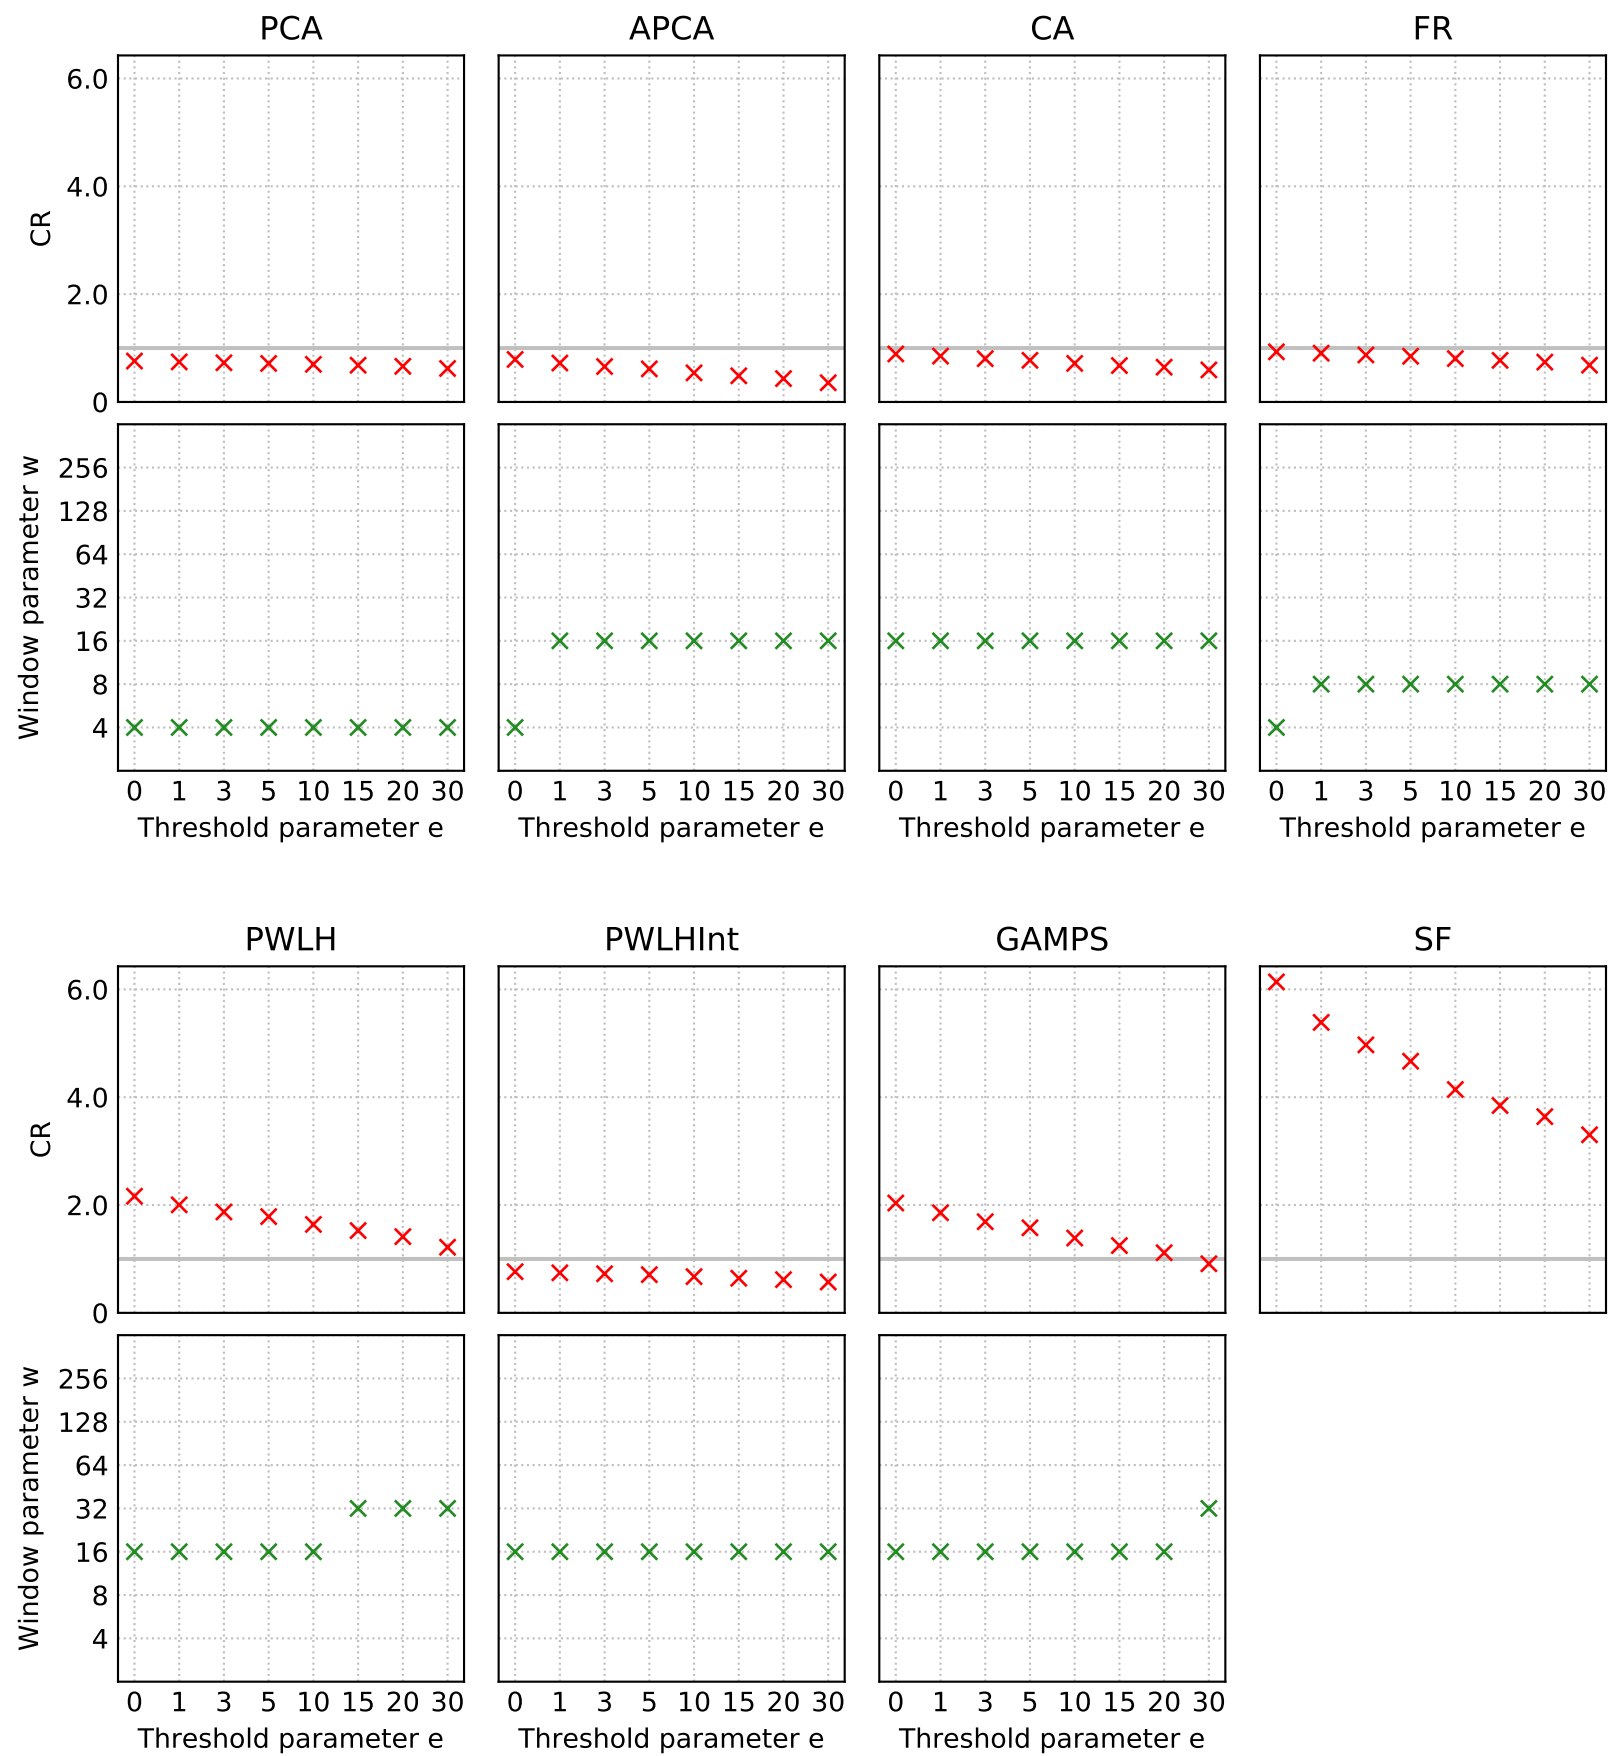 PCA APCA CA FR
6.0
4.0
2.0
0
CR
256
128
64
32
16
8
4
Window parameter w
0 1 3 5 10 15 20 30 0 1 3 5 10 15 20 30 0 1 3 5 10 15 20 30 0 1 3 5 10 15 20 30
Threshold parameter e Threshold parameter e Threshold parameter e Threshold parameter e
PWLH PWLHInt GAMPS SF
6.0
4.0
2.0
0
CR
256
128
64
32
16
8
4
Window parameter w
0 1 3 5 10 15 20 30 0 1 3 5 10 15 20 30 0 1 3 5 10 15 20 30
Threshold parameter e Threshold parameter e Threshold parameter e